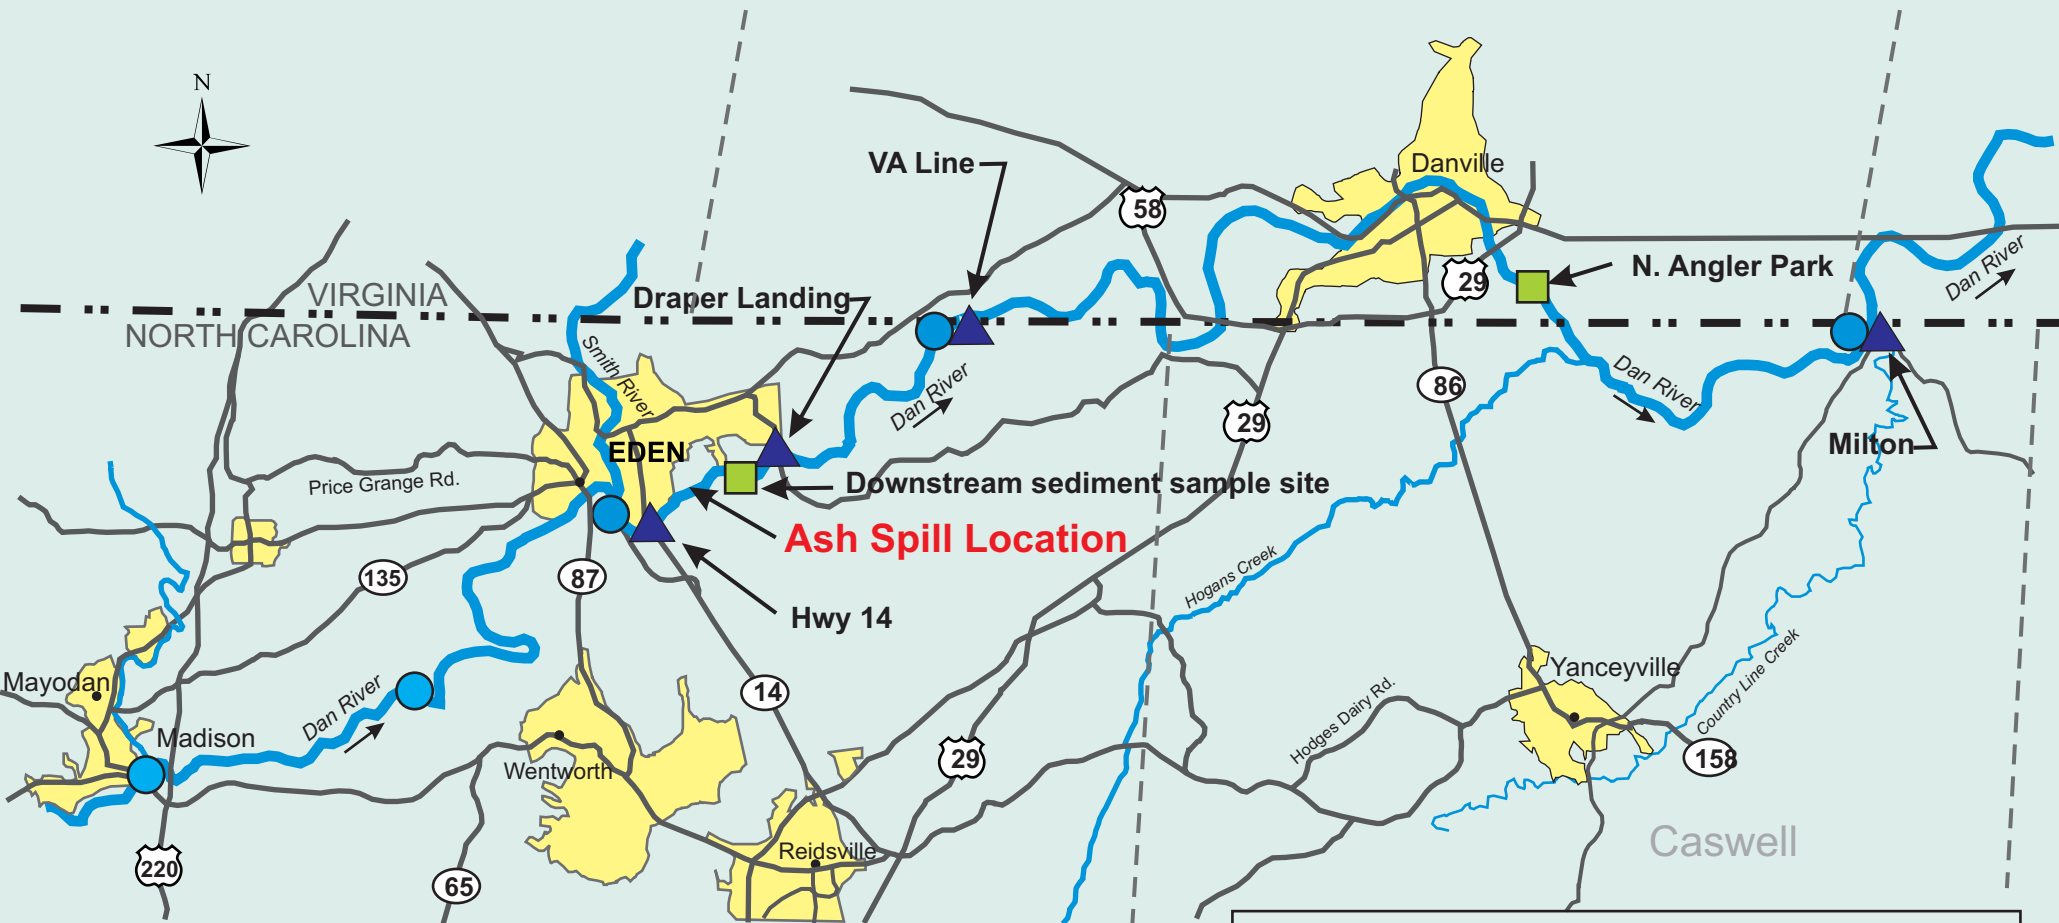 N
VIRGINIA
NORTH CAROLINA
VA Line
58
Danville
Draper Landing
29
N. Angler Park
Dan River
Smith River
Dan River
EDEN
29
86
Dan River
Milton
Price Grange Rd.
Downstream sediment sample site
Ash Spill Location
135
87
Hwy 14
Hogans Creek
Mayodan
Dan River
Madison
14
Wentworth
29
Hodges Dairy Rd.
Yanceyville
Country Line Creek
158
220
65
Reidsville
Caswell